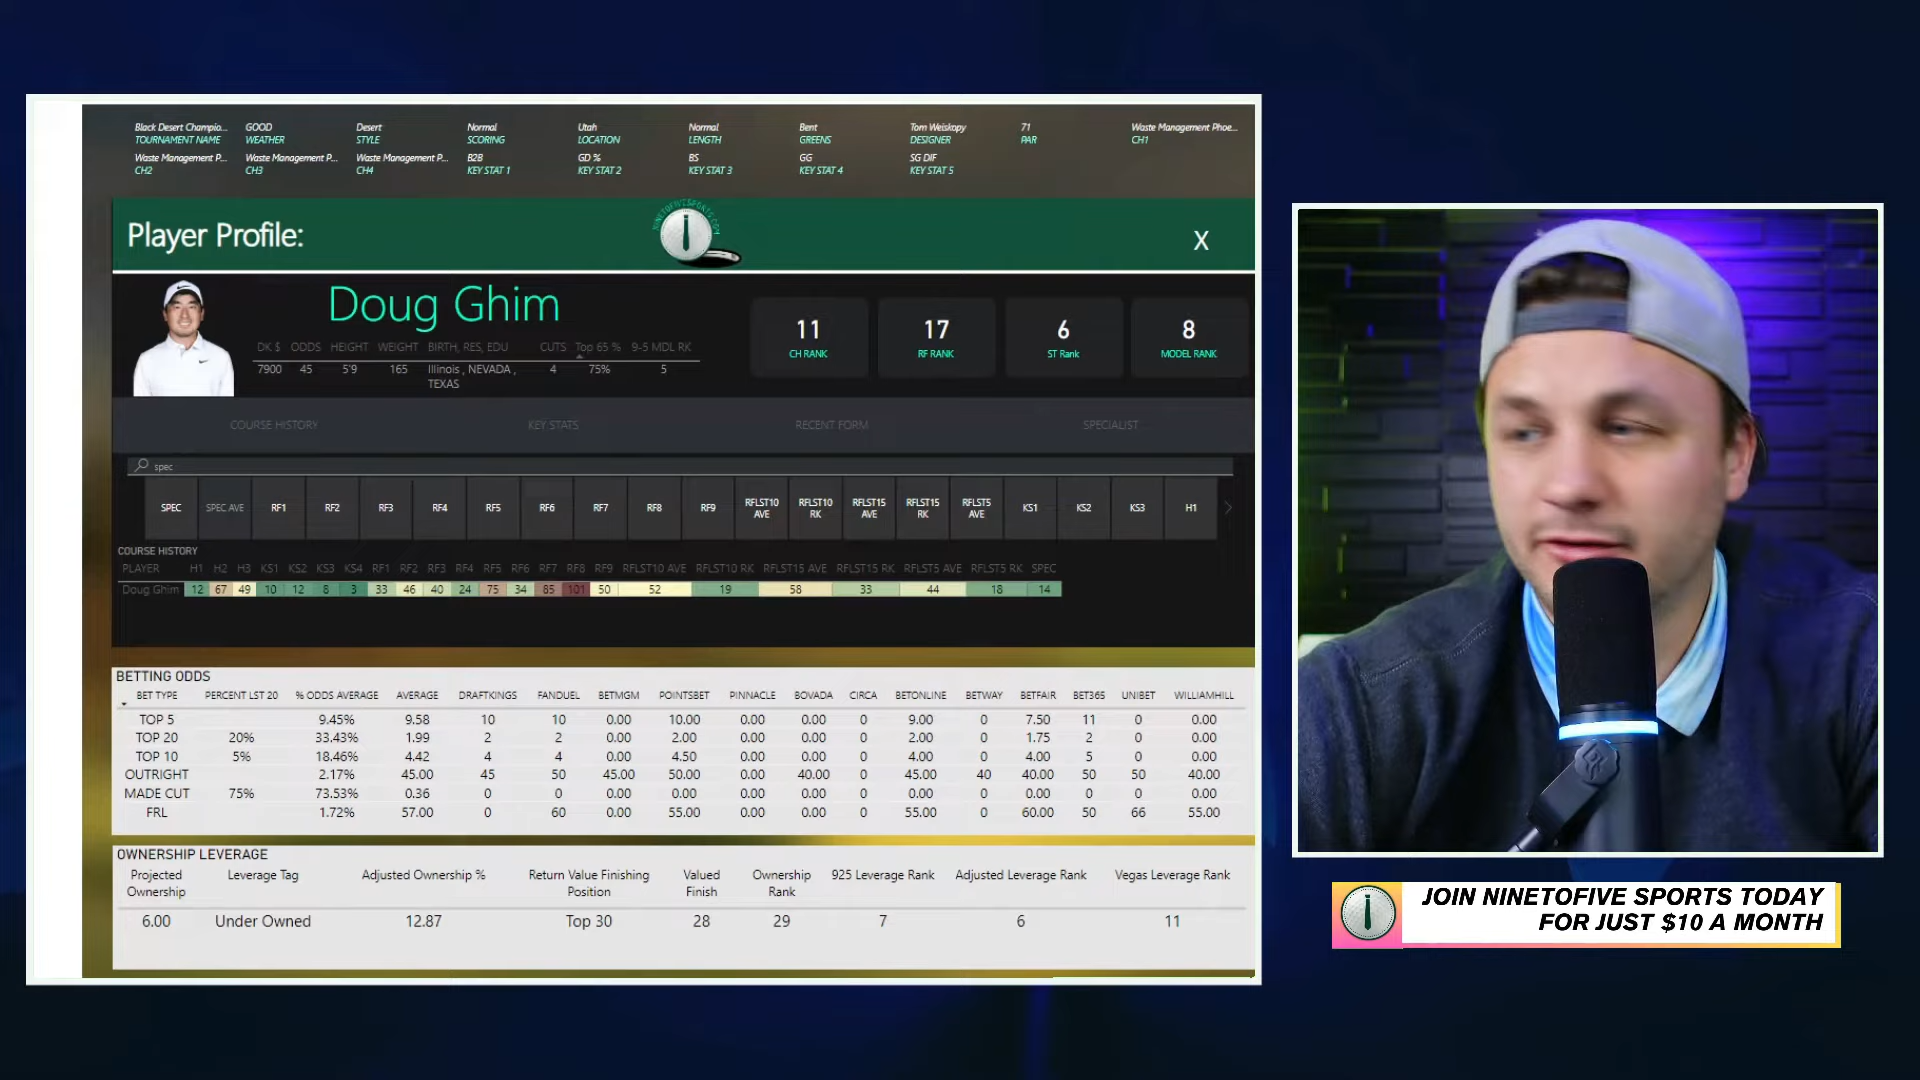 Black Desert Champio... GOOD Desert Normal Utah Normal Bent Tom Weiskopy 71 Waste Management Phoe...
TOURNAMENT NAME WEATHER STYLE SCORING LOCATION LENGTH GREENS DESIGNER PAR CH1
Waste Management P... Waste Management P... Waste Management P... B2B GD % BS GG SG DIF
CH2 CH3 CH4 KEY STAT 1 KEY STAT 2 KEY STAT 3 KEY STAT 4 KEY STAT 5
NINETOFIVESPORTS.COM
Player Profile: X
Doug Ghim
DK $ ODDS HEIGHT WEIGHT BIRTH, RES, EDU CUTS Top 65 % 9-5 MDL RK
7900 45 5'9 165 Illinois , NEVADA , 4 75% 5
TEXAS
11 17 6 8
CH RANK RF RANK ST Rank MODEL RANK
COURSE HISTORY KEY STATS RECENT FORM SPECIALIST
spec
SPEC SPEC AVE RF1 RF2 RF3 RF4 RF5 RF6 RF7 RF8 RF9 RFLST10 AVE RFLST10 RK RFLST15 AVE RFLST15 RK RFLST5 AVE KS1 KS2 KS3 H1
COURSE HISTORY
PLAYER H1 H2 H3 KS1 KS2 KS3 KS4 RF1 RF2 RF3 RF4 RF5 RF6 RF7 RF8 RF9 RFLST10 AVE RFLST10 RK RFLST15 AVE RFLST15 RK RFLST5 AVE RFLST5 RK SPEC
Doug Ghim 12 67 49 10 12 8 3 33 46 40 24 75 34 85 101 50 52 19 58 33 44 18 14
BETTING ODDS
BET TYPE PERCENT LST 20 % ODDS AVERAGE AVERAGE DRAFTKINGS FANDUEL BETMGM POINTSBET PINNACLE BOVADA CIRCA BETONLINE BETWAY BETFAIR BET365 UNIBET WILLIAMHILL
TOP 5 9.45% 9.58 10 10 0.00 10.00 0.00 0.00 0 9.00 0 7.50 11 0 0.00
TOP 20 20% 33.43% 1.99 2 2 0.00 2.00 0.00 0.00 0 2.00 0 1.75 2 0 0.00
TOP 10 5% 18.46% 4.42 4 4 0.00 4.50 0.00 0.00 0 4.00 0 4.00 5 0 0.00
OUTRIGHT 2.17% 45.00 45 50 45.00 50.00 0.00 40.00 0 45.00 40 40.00 50 50 40.00
MADE CUT 75% 73.53% 0.36 0 0 0.00 0.00 0.00 0.00 0 0.00 0 0.00 0 0 0.00
FRL 1.72% 57.00 0 60 0.00 55.00 0.00 0.00 0 55.00 0 60.00 50 66 55.00
OWNERSHIP LEVERAGE
Projected Ownership Leverage Tag Adjusted Ownership % Return Value Finishing Position Valued Finish Ownership Rank 925 Leverage Rank Adjusted Leverage Rank Vegas Leverage Rank
6.00 Under Owned 12.87 Top 30 28 29 7 6 11
JOIN NINETOFIVE SPORTS TODAY
FOR JUST $10 A MONTH